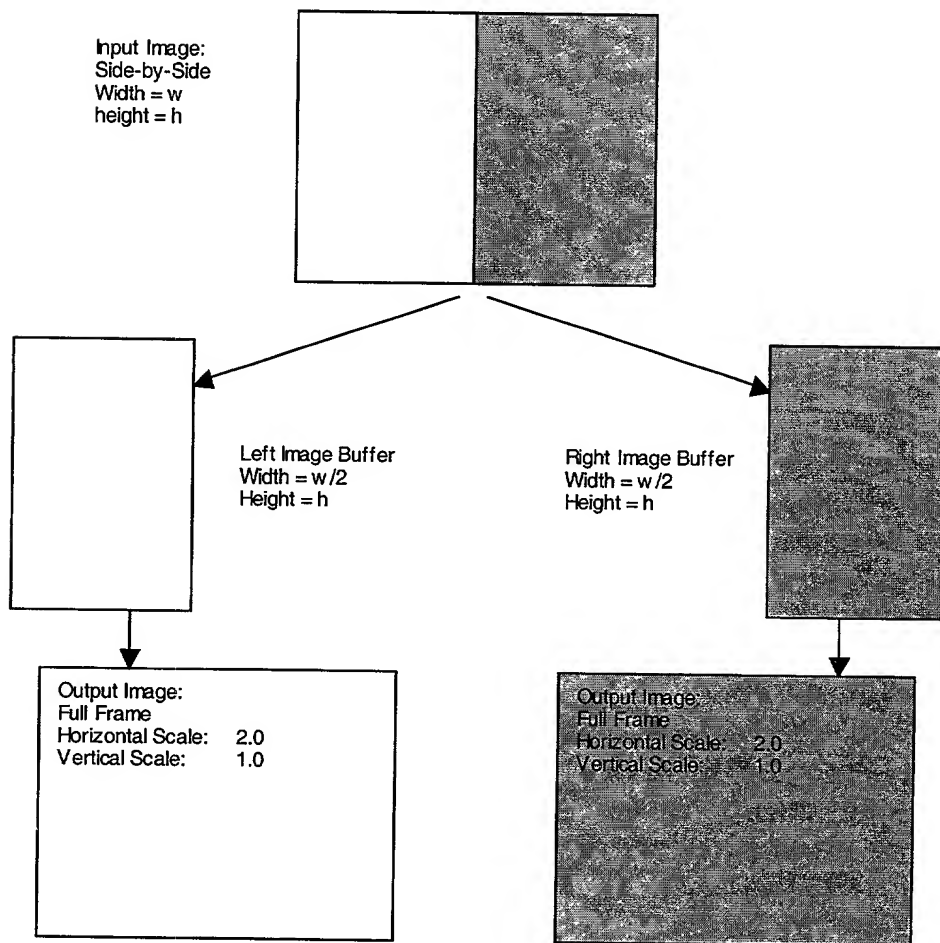 Input Image:
Side-by-Side
Width = w
height = h
Left Image Buffer
Width = w/2
Height = h
Right Image Buffer
Width = w/2
Height = h
Output Image:
Full Frame
Horizontal Scale: 2.0
Vertical Scale: 1.0
Output Image:
Full Frame
Horizontal Scale: 2.0
Vertical Scale: 1.0